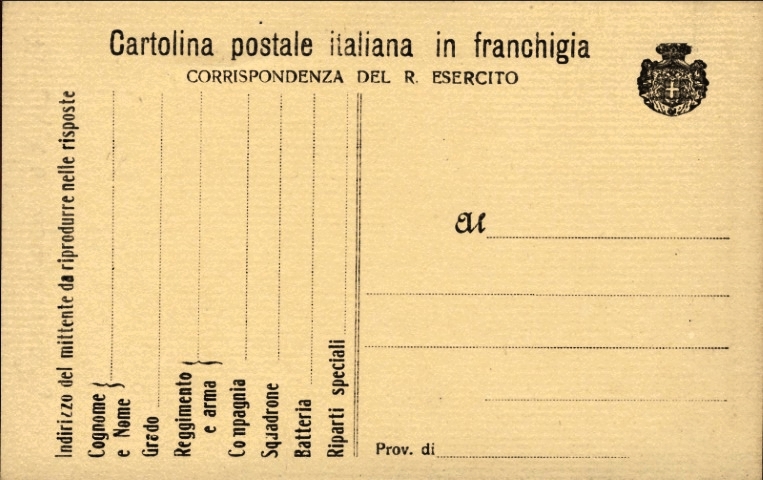 Cartolina postale italiana in franchigia
CORRISPONDENZA DEL R. ESERCITO
Indirizzo del mittente da riprodurre nelle risposte
Cognome
e Nome
Grado
Reggimento
e arma
Compagnia
Squadrone
Batteria
Riparti speciali
Al
Prov. di